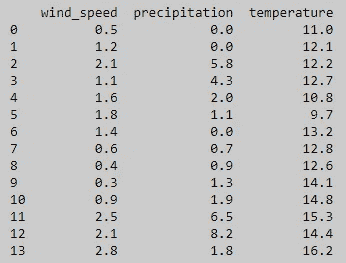 wind_speed precipitation temperature
0 0.5 0.0 11.0
1 1.2 0.0 12.1
2 2.1 5.8 12.2
3 1.1 4.3 12.7
4 1.6 2.0 10.8
5 1.8 1.1 9.7
6 1.4 0.0 13.2
7 0.6 0.7 12.8
8 0.4 0.9 12.6
9 0.3 1.3 14.1
10 0.9 1.9 14.8
11 2.5 6.5 15.3
12 2.1 8.2 14.4
13 2.8 1.8 16.2